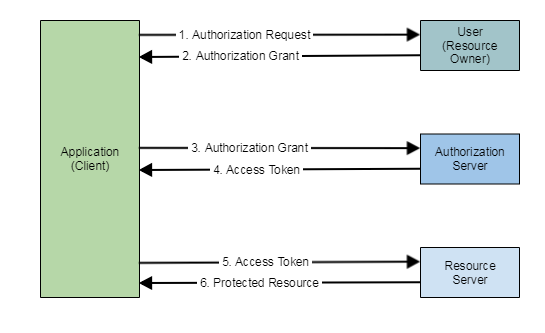 1. Authorization Request
User
(Resource
Owner)
2. Authorization Grant
Application
(Client)
3. Authorization Grant
Authorization
Server
4. Access Token
5. Access Token
Resource
Server
6. Protected Resource